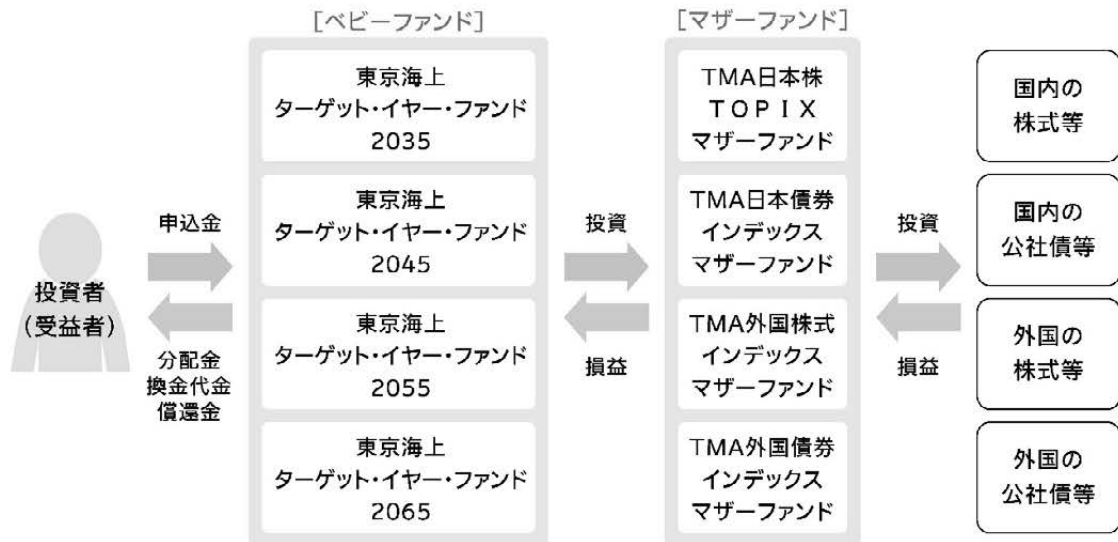 [ベビーファンド]
[マザーファンド]
投資者
(受益者)
申込金
分配金
換金代金
償還金
東京海上
ターゲット・イヤー・ファンド
2035
東京海上
ターゲット・イヤー・ファンド
2045
東京海上
ターゲット・イヤー・ファンド
2055
東京海上
ターゲット・イヤー・ファンド
2065
投資
損益
TMA日本株
TOPIX
マザーファンド
TMA日本債券
インデックス
マザーファンド
TMA外国株式
インデックス
マザーファンド
TMA外国債券
インデックス
マザーファンド
投資
損益
国内の
株式等
国内の
公社債等
外国の
株式等
外国の
公社債等